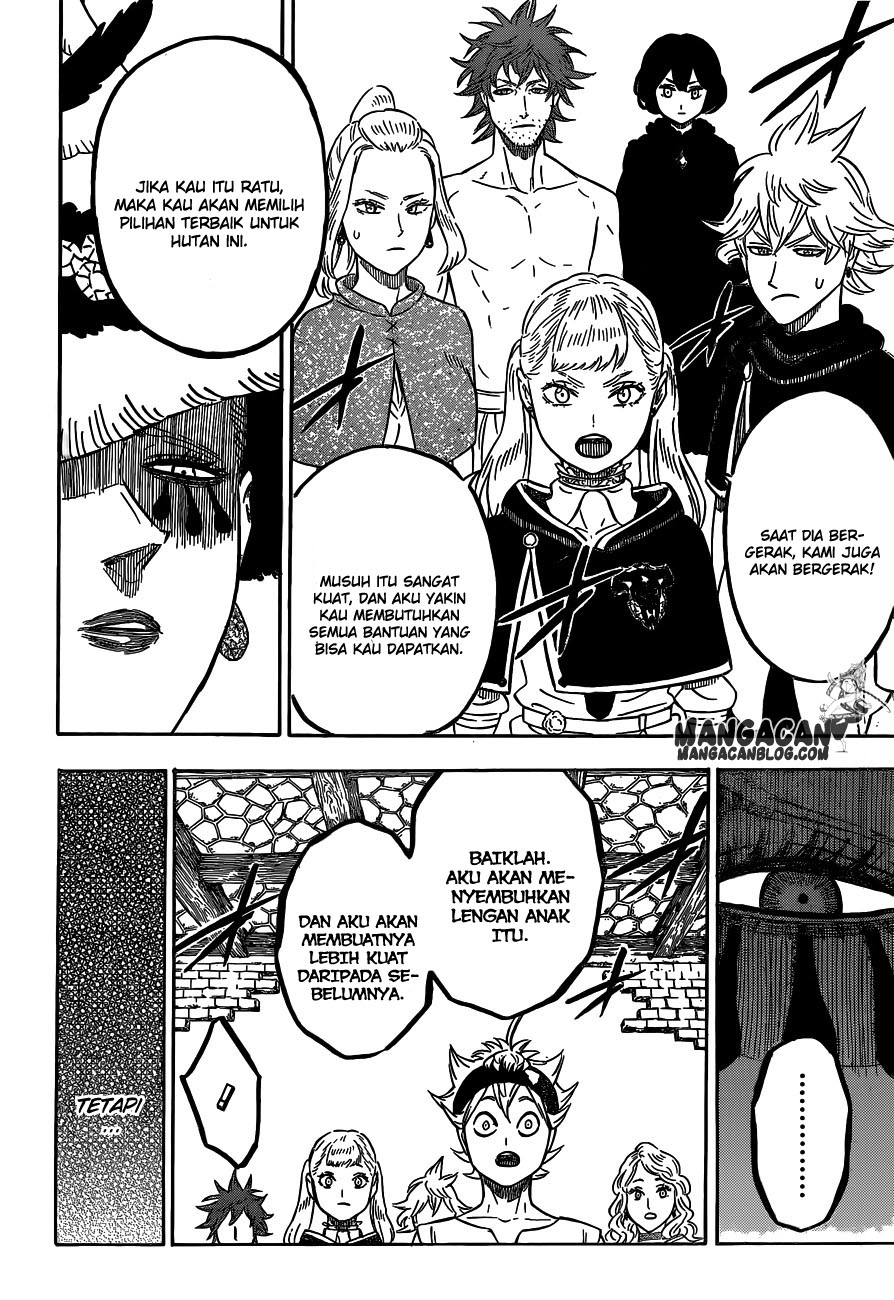 SAAT DIA BER-
GERAK, KAMI JUGA
AKAN BERGERAK!
MUSUH ITU SANGAT
KUAT, DAN AKU YAKIN
KAU MEMBUTUHKAN
SEMUA BANTUAN YANG
BISA KAU DAPATKAN.
JIKA KAU ITU RATU,
MAKA KAU AKAN MEMILIH
PILIHAN TERBAIK UNTUK
HUTAN INI.
MANGACAN
MANGACANBLOG.COM
..........
BAIKLAH.
AKU AKAN ME-
NYEMBUHKAN
LENGAN ANAK
ITU.
DAN AKU AKAN
MEMBUATNYA
LEBIH KUAT
DARIPADA SE-
BELUMNYA.
!
TETAPI
...